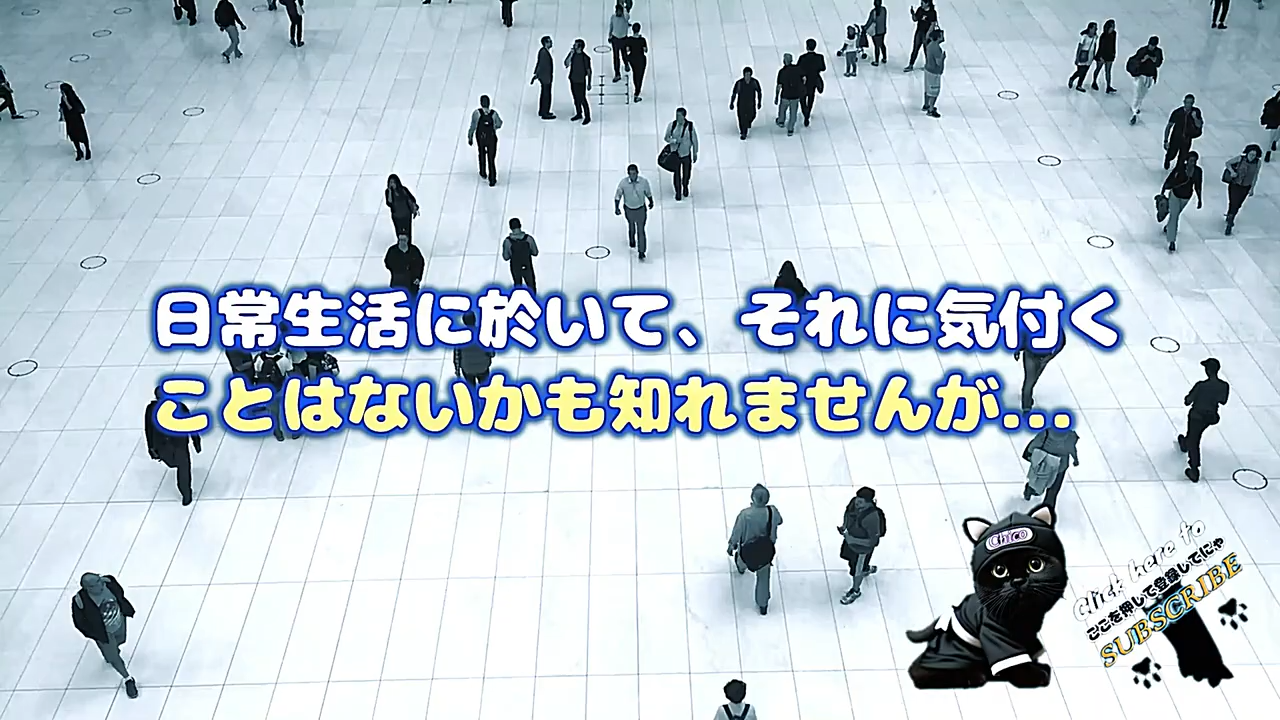 日常生活に於いて、それに気付く
ことはないかも知れませんが...
Chico
Click here to
ここを押して登録してにゃ
SUBSCRIBE